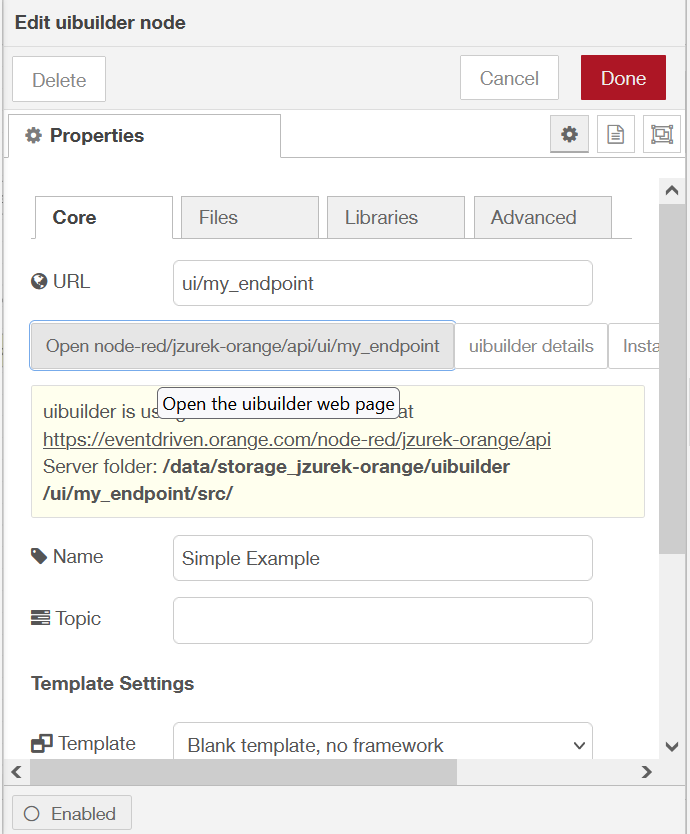 Edit uibuilder node
Delete
Cancel
Done
Properties
Core
Files
Libraries
Advanced
URL
ui/my_endpoint
Open node-red/jzurek-orange/api/ui/my_endpoint
uibuilder details
Insta
Open the uibuilder web page
uibuilder is at
https://eventdriven.orange.com/node-red/jzurek-orange/api
Server folder: /data/storage_jzurek-orange/uibuilder
/ui/my_endpoint/src/
Name
Simple Example
Topic
Template Settings
Template
Blank template, no framework
Enabled